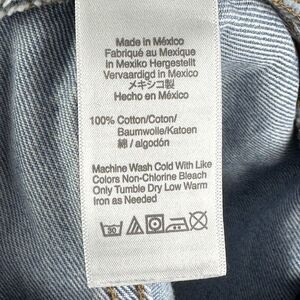 Made in México
Fabriqué au Mexique
in Mexiko Hergestellt
Vervaardigd in Mexico
メキシコ製
Hecho en México
100% Cotton/Coton/
Baumwolle/Katoen
綿 / algodón
Machine Wash Cold With Like
Colors Non-Chlorine Bleach
Only Tumble Dry Low Warm
Iron as Needed
30